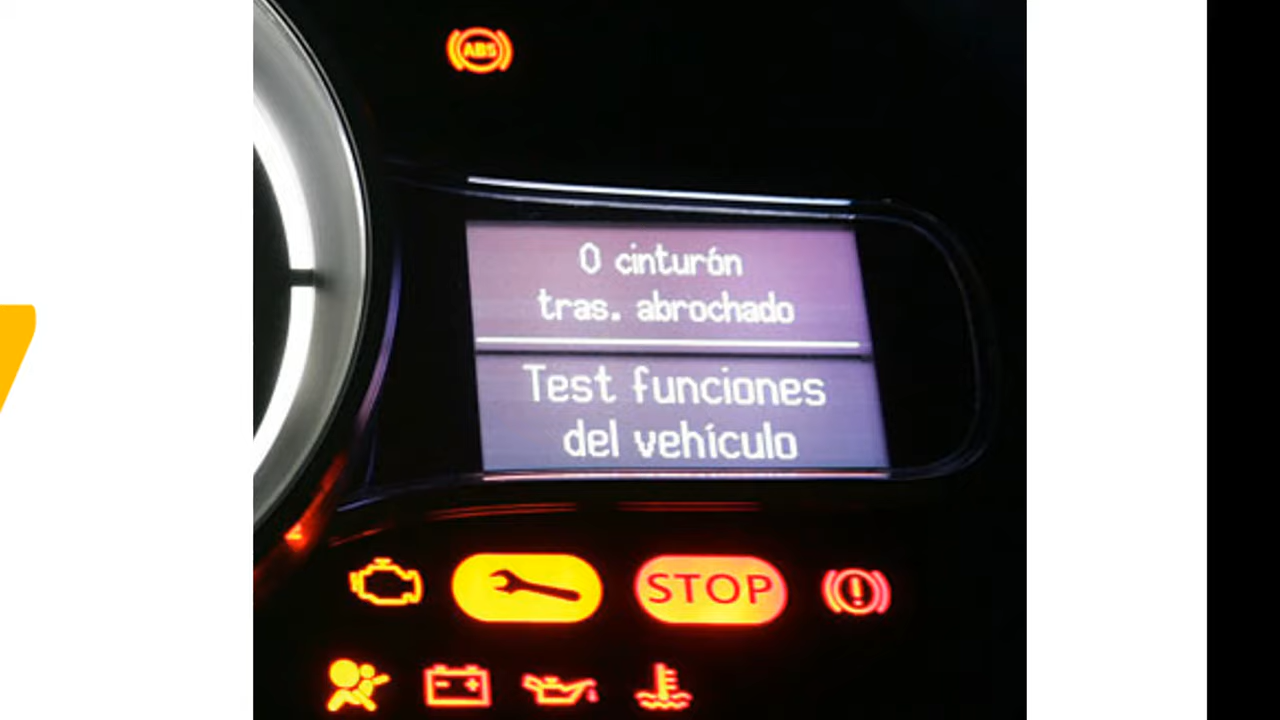 ABS
0 cinturón
tras. abrochado
Test funciones
del vehículo
STOP